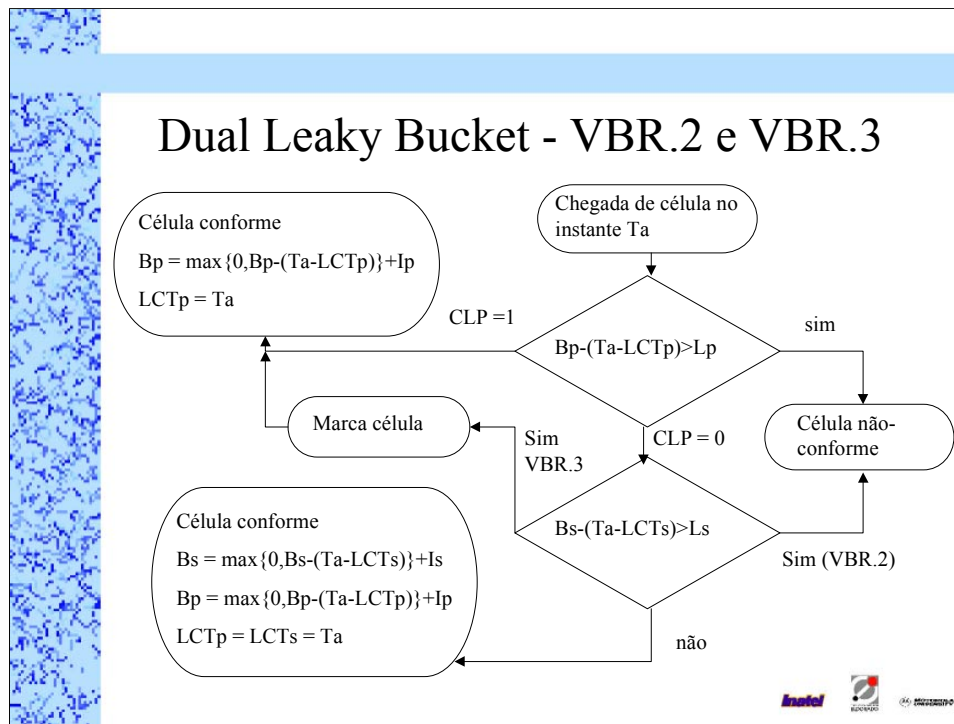 Dual Leaky Bucket - VBR.2 e VBR.3
Chegada de célula no
instante Ta
Célula conforme
Bp = max{0,Bp-(Ta-LCTp)}+Ip
LCTp = Ta
CLP =1
Bp-(Ta-LCTp)>Lp
sim
Marca célula
Sim
VBR.3
CLP = 0
Célula não-
conforme
Bs-(Ta-LCTs)>Ls
Sim (VBR.2)
Célula conforme
Bs = max{0,Bs-(Ta-LCTs)}+Is
Bp = max{0,Bp-(Ta-LCTp)}+Ip
LCTp = LCTs = Ta
não
Inatel